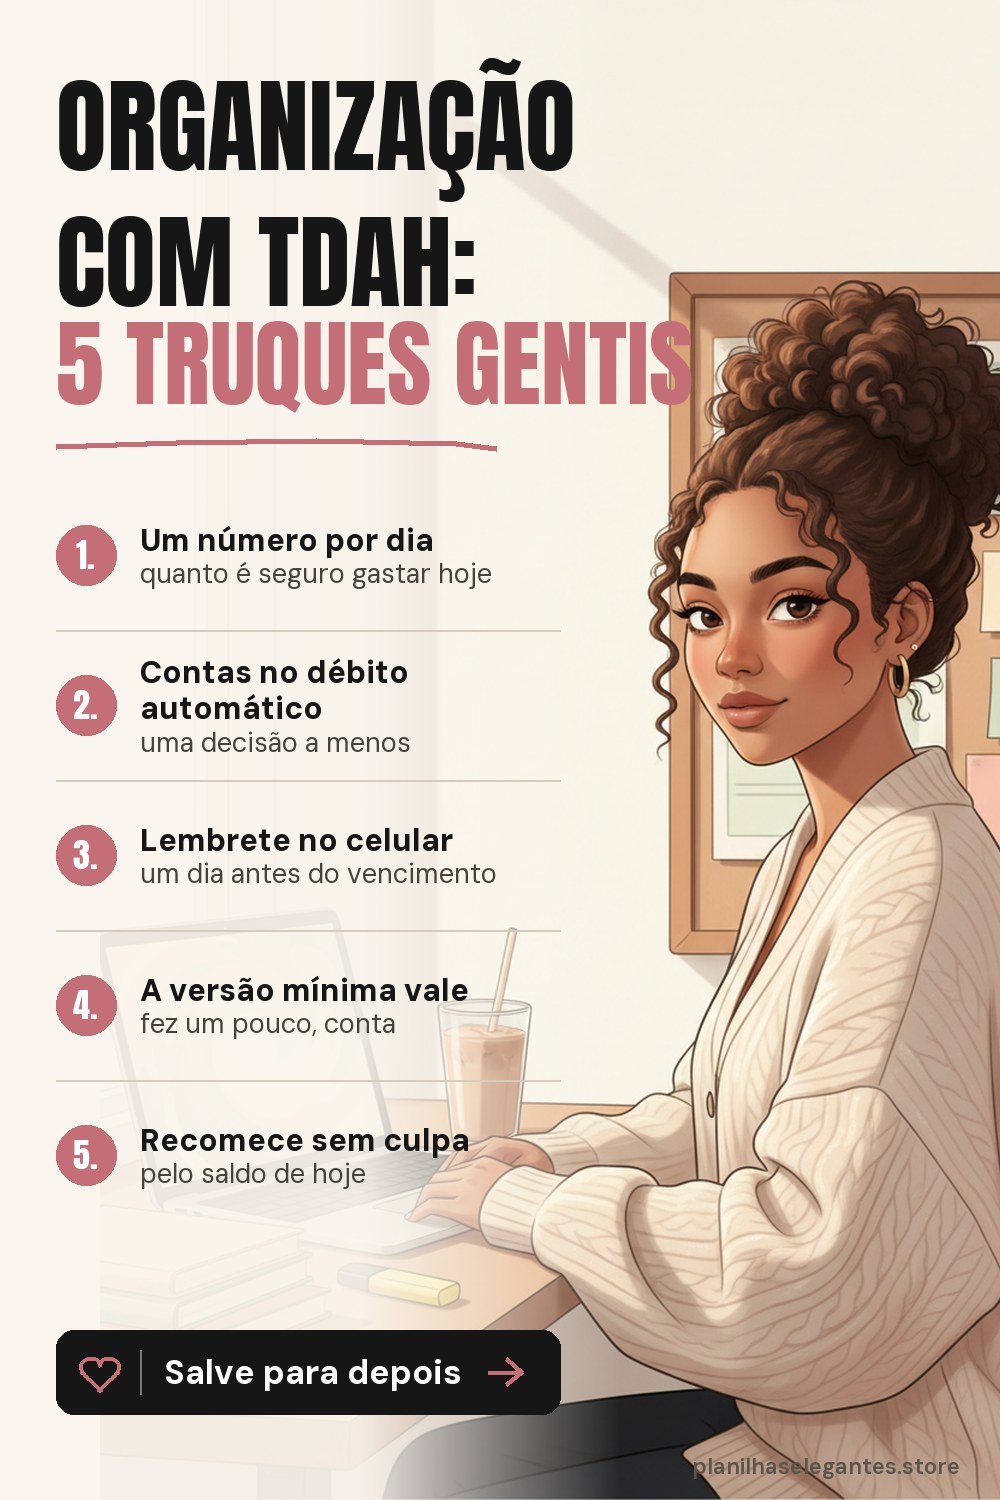 ORGANIZAÇÃO
COM TDAH:
5 TRUQUES GENTIS
1. Um número por dia
quanto é seguro gastar hoje
2. Contas no débito
automático
uma decisão a menos
3. Lembrete no celular
um dia antes do vencimento
4. A versão mínima vale
fez um pouco, conta
5. Recomece sem culpa
pelo saldo de hoje
Salve para depois
planilhaselegantes.store